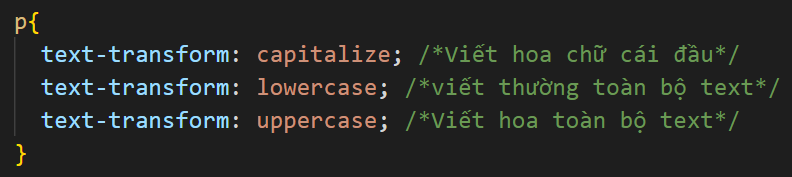 p{
text-transform: capitalize; /*Viết hoa chữ cái đầu*/
text-transform: lowercase; /*viết thường toàn bộ text*/
text-transform: uppercase; /*Viết hoa toàn bộ text*/
}